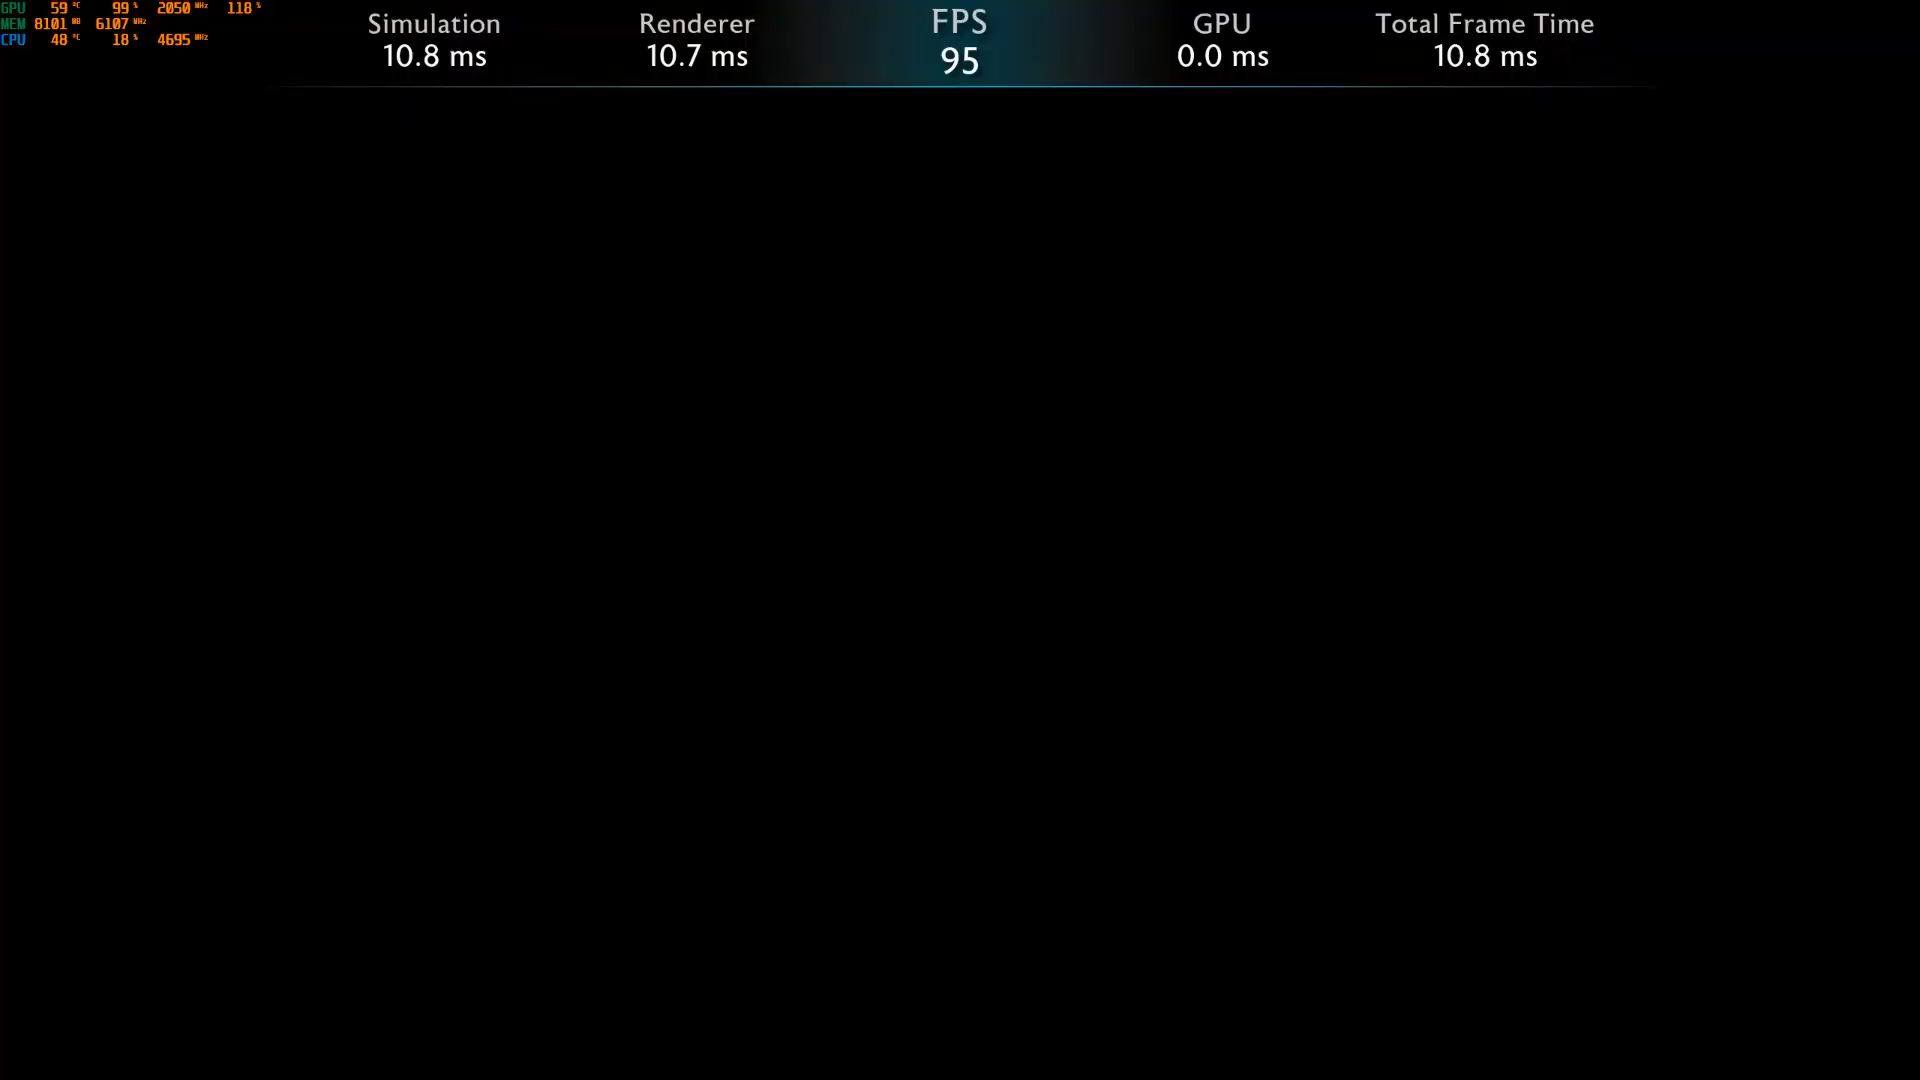 GPU 59 °C 99 % 2050 MHz 118 %
MEM 8101 MB 6107 MHz
CPU 48 °C 18 % 4695 MHz
Simulation Renderer FPS GPU Total Frame Time
10.8 ms 10.7 ms 95 0.0 ms 10.8 ms